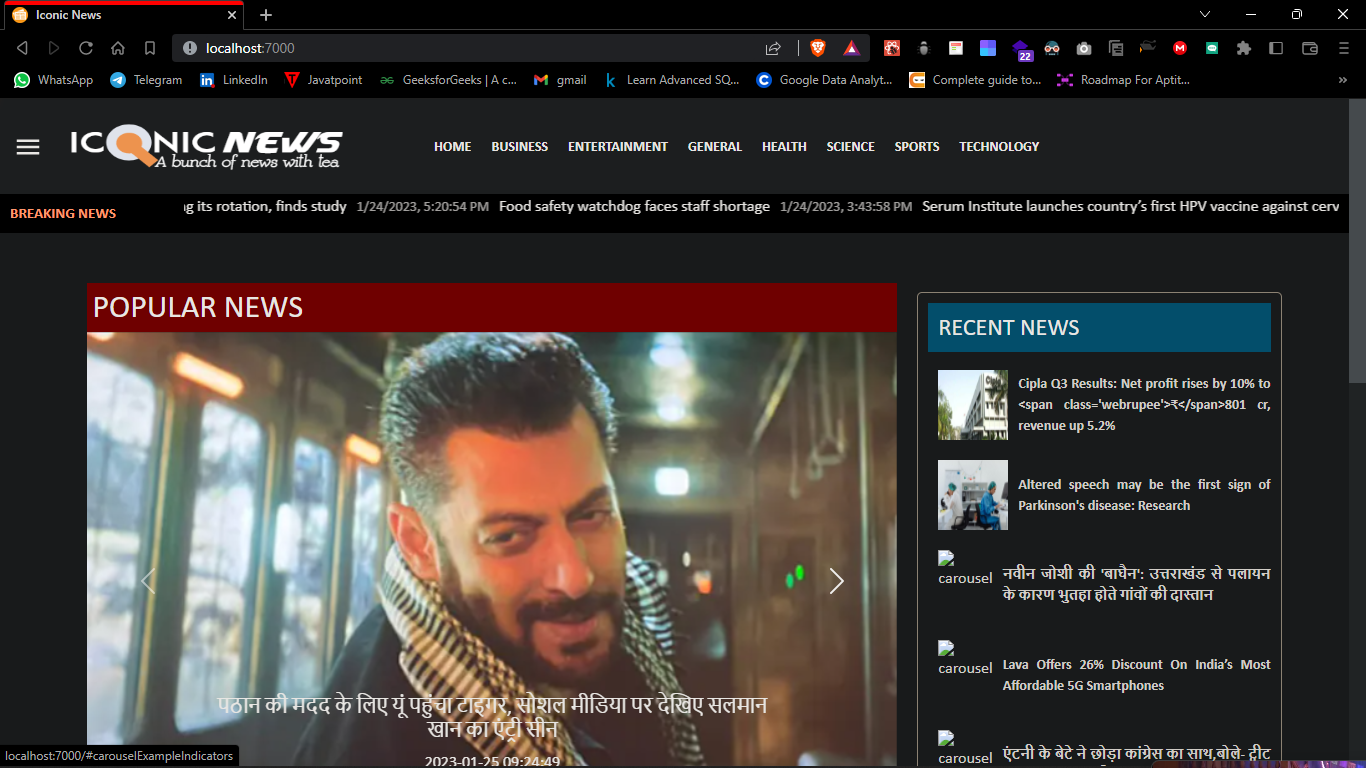 Iconic News
localhost:7000
22
WhatsApp
Telegram
LinkedIn
Javatpoint
GeeksforGeeks | A c...
gmail
Learn Advanced SQ...
Google Data Analyt...
Complete guide to...
Roadmap For Aptit...
ICONIC NEWS
A bunch of news with tea
HOME BUSINESS ENTERTAINMENT GENERAL HEALTH SCIENCE SPORTS TECHNOLOGY
BREAKING NEWS
g its rotation, finds study 1/24/2023, 5:20:54 PM Food safety watchdog faces staff shortage 1/24/2023, 3:43:58 PM Serum Institute launches country’s first HPV vaccine against cerv
POPULAR NEWS
पठान की मदद के लिए यूं पहुंचा टाइगर, सोशल मीडिया पर देखिए सलमान
खान का एंट्री सीन
2023-01-25 09:24:49
RECENT NEWS
Cipla Q3 Results: Net profit rises by 10% to
<span class='webrupee'>₹</span>801 cr,
revenue up 5.2%
Altered speech may be the first sign of
Parkinson's disease: Research
carousel
नवीन जोशी की 'बाघैन': उत्तराखंड से पलायन
के कारण भुतहा होते गांवों की दास्तान
carousel
Lava Offers 26% Discount On India’s Most
Affordable 5G Smartphones
carousel
एंटनी के बेटे ने छोड़ा कांग्रेस का साथ,बोले- ट्वीट
localhost:7000/#carouselExampleIndicators